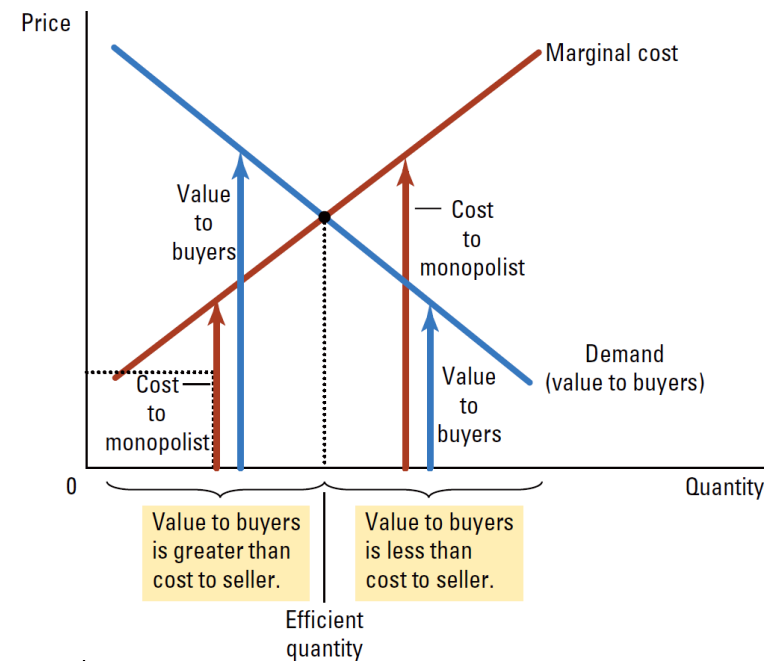 Price
Marginal cost
Value
to
buyers
Cost
to
monopolist
Demand
(value to buyers)
Cost
to
monopolist
Value
to
buyers
0
Quantity
Value to buyers
is greater than
cost to seller.
Value to buyers
is less than
cost to seller.
Efficient
quantity